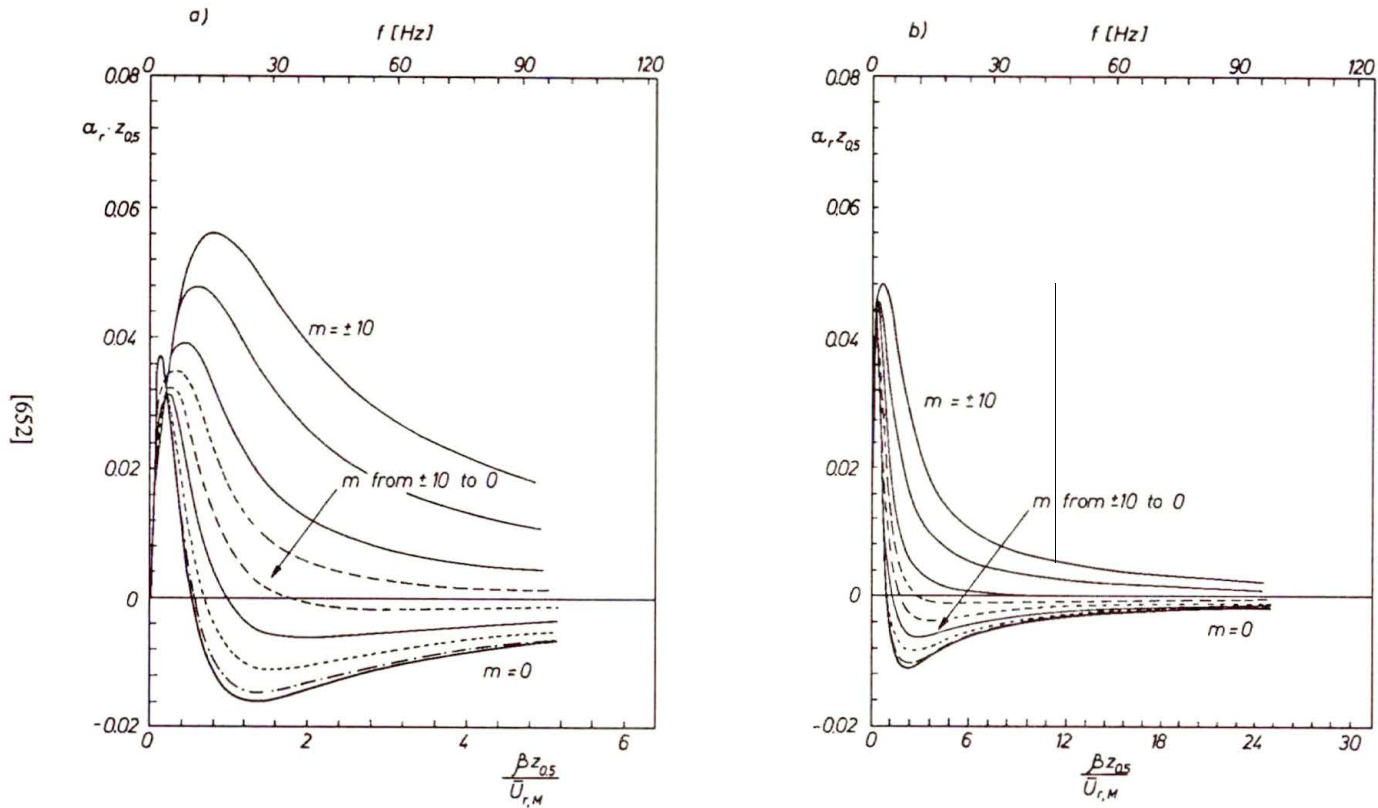 a)
f [Hz]
0 30 60 90 120
0.08
α_r · z_0.5
0.06
0.04
0.02
0
-0.02
m = ±10
m from ±10 to 0
m = 0
0 2 4 6
βz_0.5
Ū_r,M
b)
f [Hz]
0 30 60 90 120
0.08
α_r z_0.5
0.06
0.04
0.02
0
-0.02
m = ±10
m from ±10 to 0
m = 0
0 6 12 18 24 30
βz_0.5
Ū_r,M
[652]